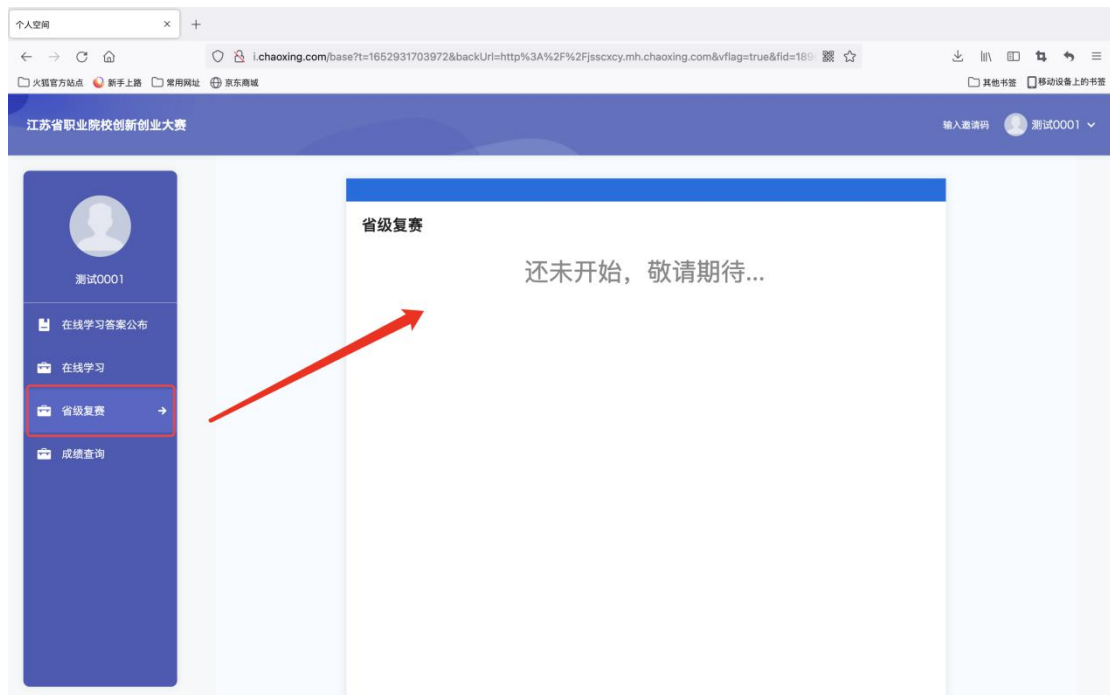 个人空间
i.chaoxing.com/base?t=1652931703972&backUrl=http%3A%2F%2Fjsscxcy.mh.chaoxing.com&vflag=true&fid=189
火狐官方站点 新手上路 常用网址 京东商城 其他书签 移动设备上的书签
江苏省职业院校创新创业大赛 输入邀请码 测试0001
测试0001
在线学习答案公布
在线学习
省级复赛
成绩查询
省级复赛
还未开始，敬请期待...